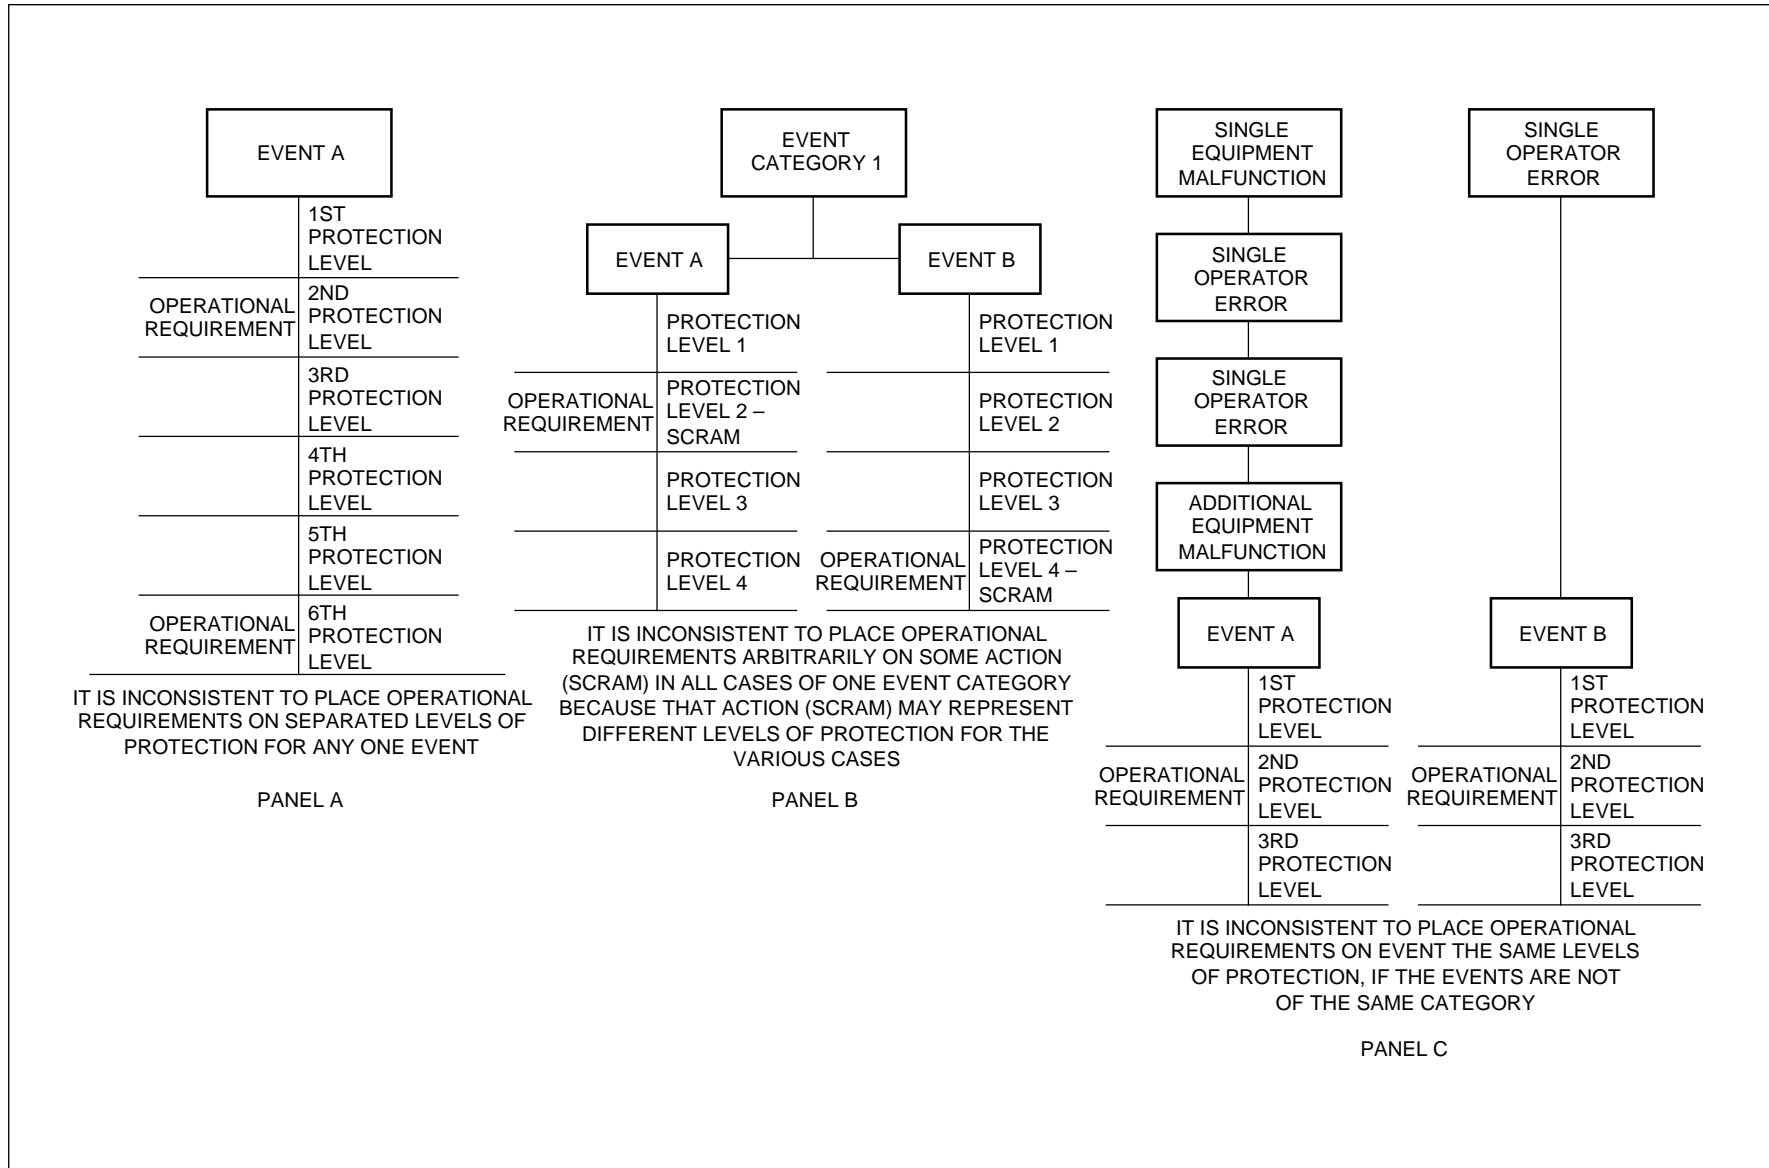 EVENT A
1ST
PROTECTION
LEVEL
OPERATIONAL
REQUIREMENT
2ND
PROTECTION
LEVEL
3RD
PROTECTION
LEVEL
4TH
PROTECTION
LEVEL
5TH
PROTECTION
LEVEL
OPERATIONAL
REQUIREMENT
6TH
PROTECTION
LEVEL
IT IS INCONSISTENT TO PLACE OPERATIONAL
REQUIREMENTS ON SEPARATED LEVELS OF
PROTECTION FOR ANY ONE EVENT
PANEL A
EVENT
CATEGORY 1
EVENT A
PROTECTION
LEVEL 1
OPERATIONAL
REQUIREMENT
PROTECTION
LEVEL 2 –
SCRAM
PROTECTION
LEVEL 3
PROTECTION
LEVEL 4
EVENT B
PROTECTION
LEVEL 1
PROTECTION
LEVEL 2
PROTECTION
LEVEL 3
OPERATIONAL
REQUIREMENT
PROTECTION
LEVEL 4 –
SCRAM
IT IS INCONSISTENT TO PLACE OPERATIONAL
REQUIREMENTS ARBITRARILY ON SOME ACTION
(SCRAM) IN ALL CASES OF ONE EVENT CATEGORY
BECAUSE THAT ACTION (SCRAM) MAY REPRESENT
DIFFERENT LEVELS OF PROTECTION FOR THE
VARIOUS CASES
PANEL B
SINGLE
EQUIPMENT
MALFUNCTION
SINGLE
OPERATOR
ERROR
SINGLE
OPERATOR
ERROR
ADDITIONAL
EQUIPMENT
MALFUNCTION
EVENT A
1ST
PROTECTION
LEVEL
OPERATIONAL
REQUIREMENT
2ND
PROTECTION
LEVEL
3RD
PROTECTION
LEVEL
SINGLE
OPERATOR
ERROR
EVENT B
1ST
PROTECTION
LEVEL
OPERATIONAL
REQUIREMENT
2ND
PROTECTION
LEVEL
3RD
PROTECTION
LEVEL
IT IS INCONSISTENT TO PLACE OPERATIONAL
REQUIREMENTS ON EVENT THE SAME LEVELS
OF PROTECTION, IF THE EVENTS ARE NOT
OF THE SAME CATEGORY
PANEL C